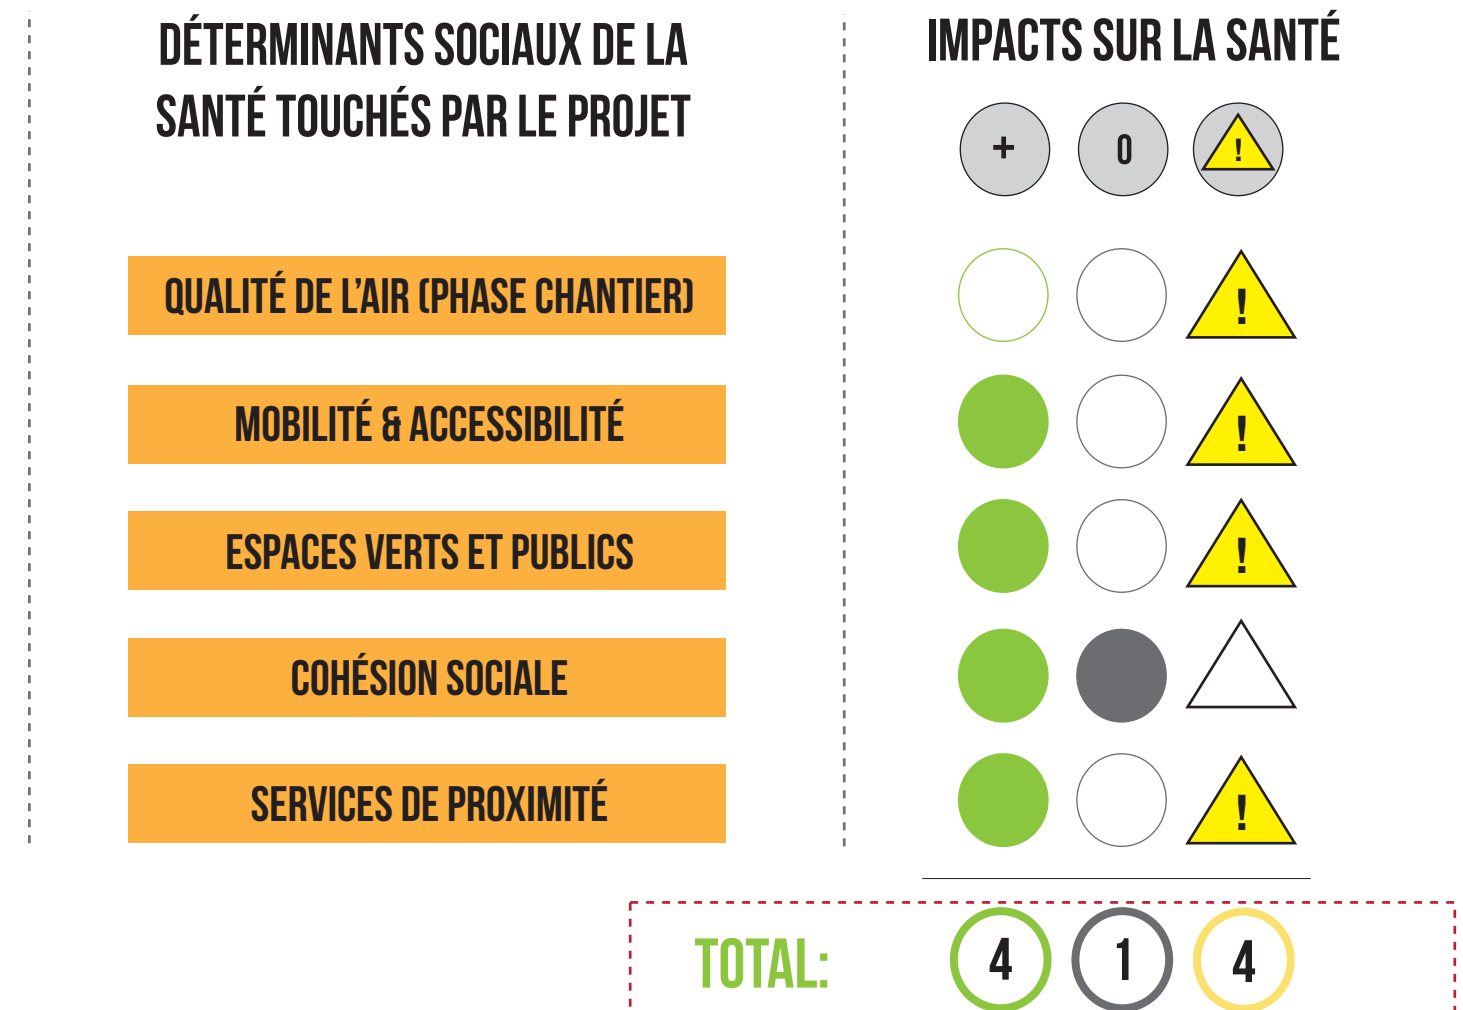 DÉTERMINANTS SOCIAUX DE LA
SANTÉ TOUCHÉS PAR LE PROJET
IMPACTS SUR LA SANTÉ
+ 0 !
QUALITÉ DE L’AIR (PHASE CHANTIER)
!
MOBILITÉ & ACCESSIBILITÉ
!
ESPACES VERTS ET PUBLICS
!
COHÉSION SOCIALE
SERVICES DE PROXIMITÉ
!
TOTAL: 4 1 4